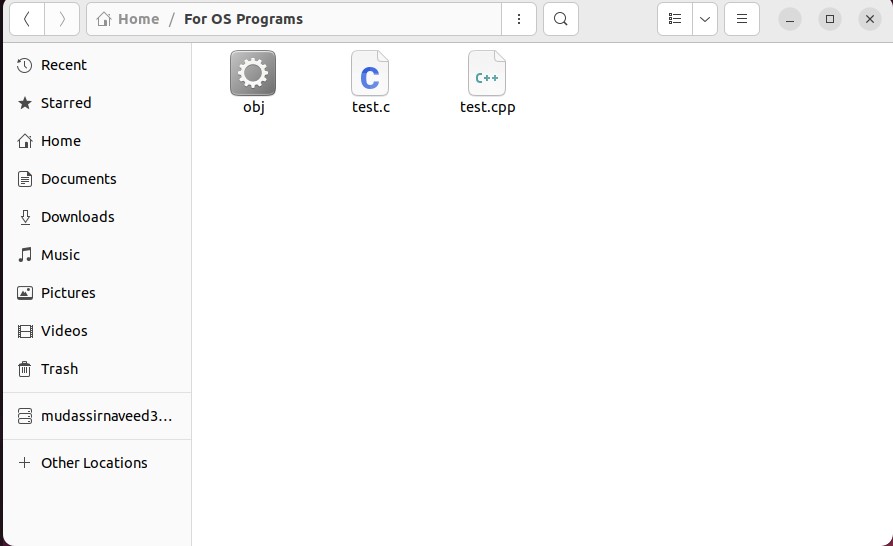 Home / For OS Programs
Recent
Starred
Home
Documents
Downloads
Music
Pictures
Videos
Trash
mudassirnaveed3...
Other Locations
C
C++
obj
test.c
test.cpp